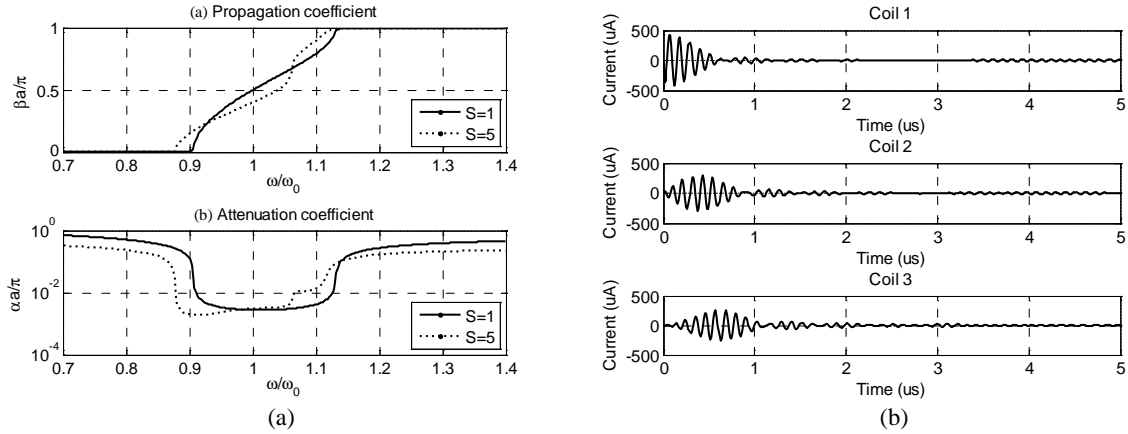 (a) Propagation coefficient
1
0.5
0
βa/π
S=1
S=5
0.7 0.8 0.9 1 1.1 1.2 1.3 1.4
ω/ω0
(b) Attenuation coefficient
10^0
10^-2
10^-4
αa/π
S=1
S=5
0.7 0.8 0.9 1 1.1 1.2 1.3 1.4
ω/ω0
(a)
Coil 1
500
0
-500
Current (uA)
0 1 2 3 4 5
Time (us)
Coil 2
500
0
-500
Current (uA)
0 1 2 3 4 5
Time (us)
Coil 3
500
0
-500
Current (uA)
0 1 2 3 4 5
Time (us)
(b)